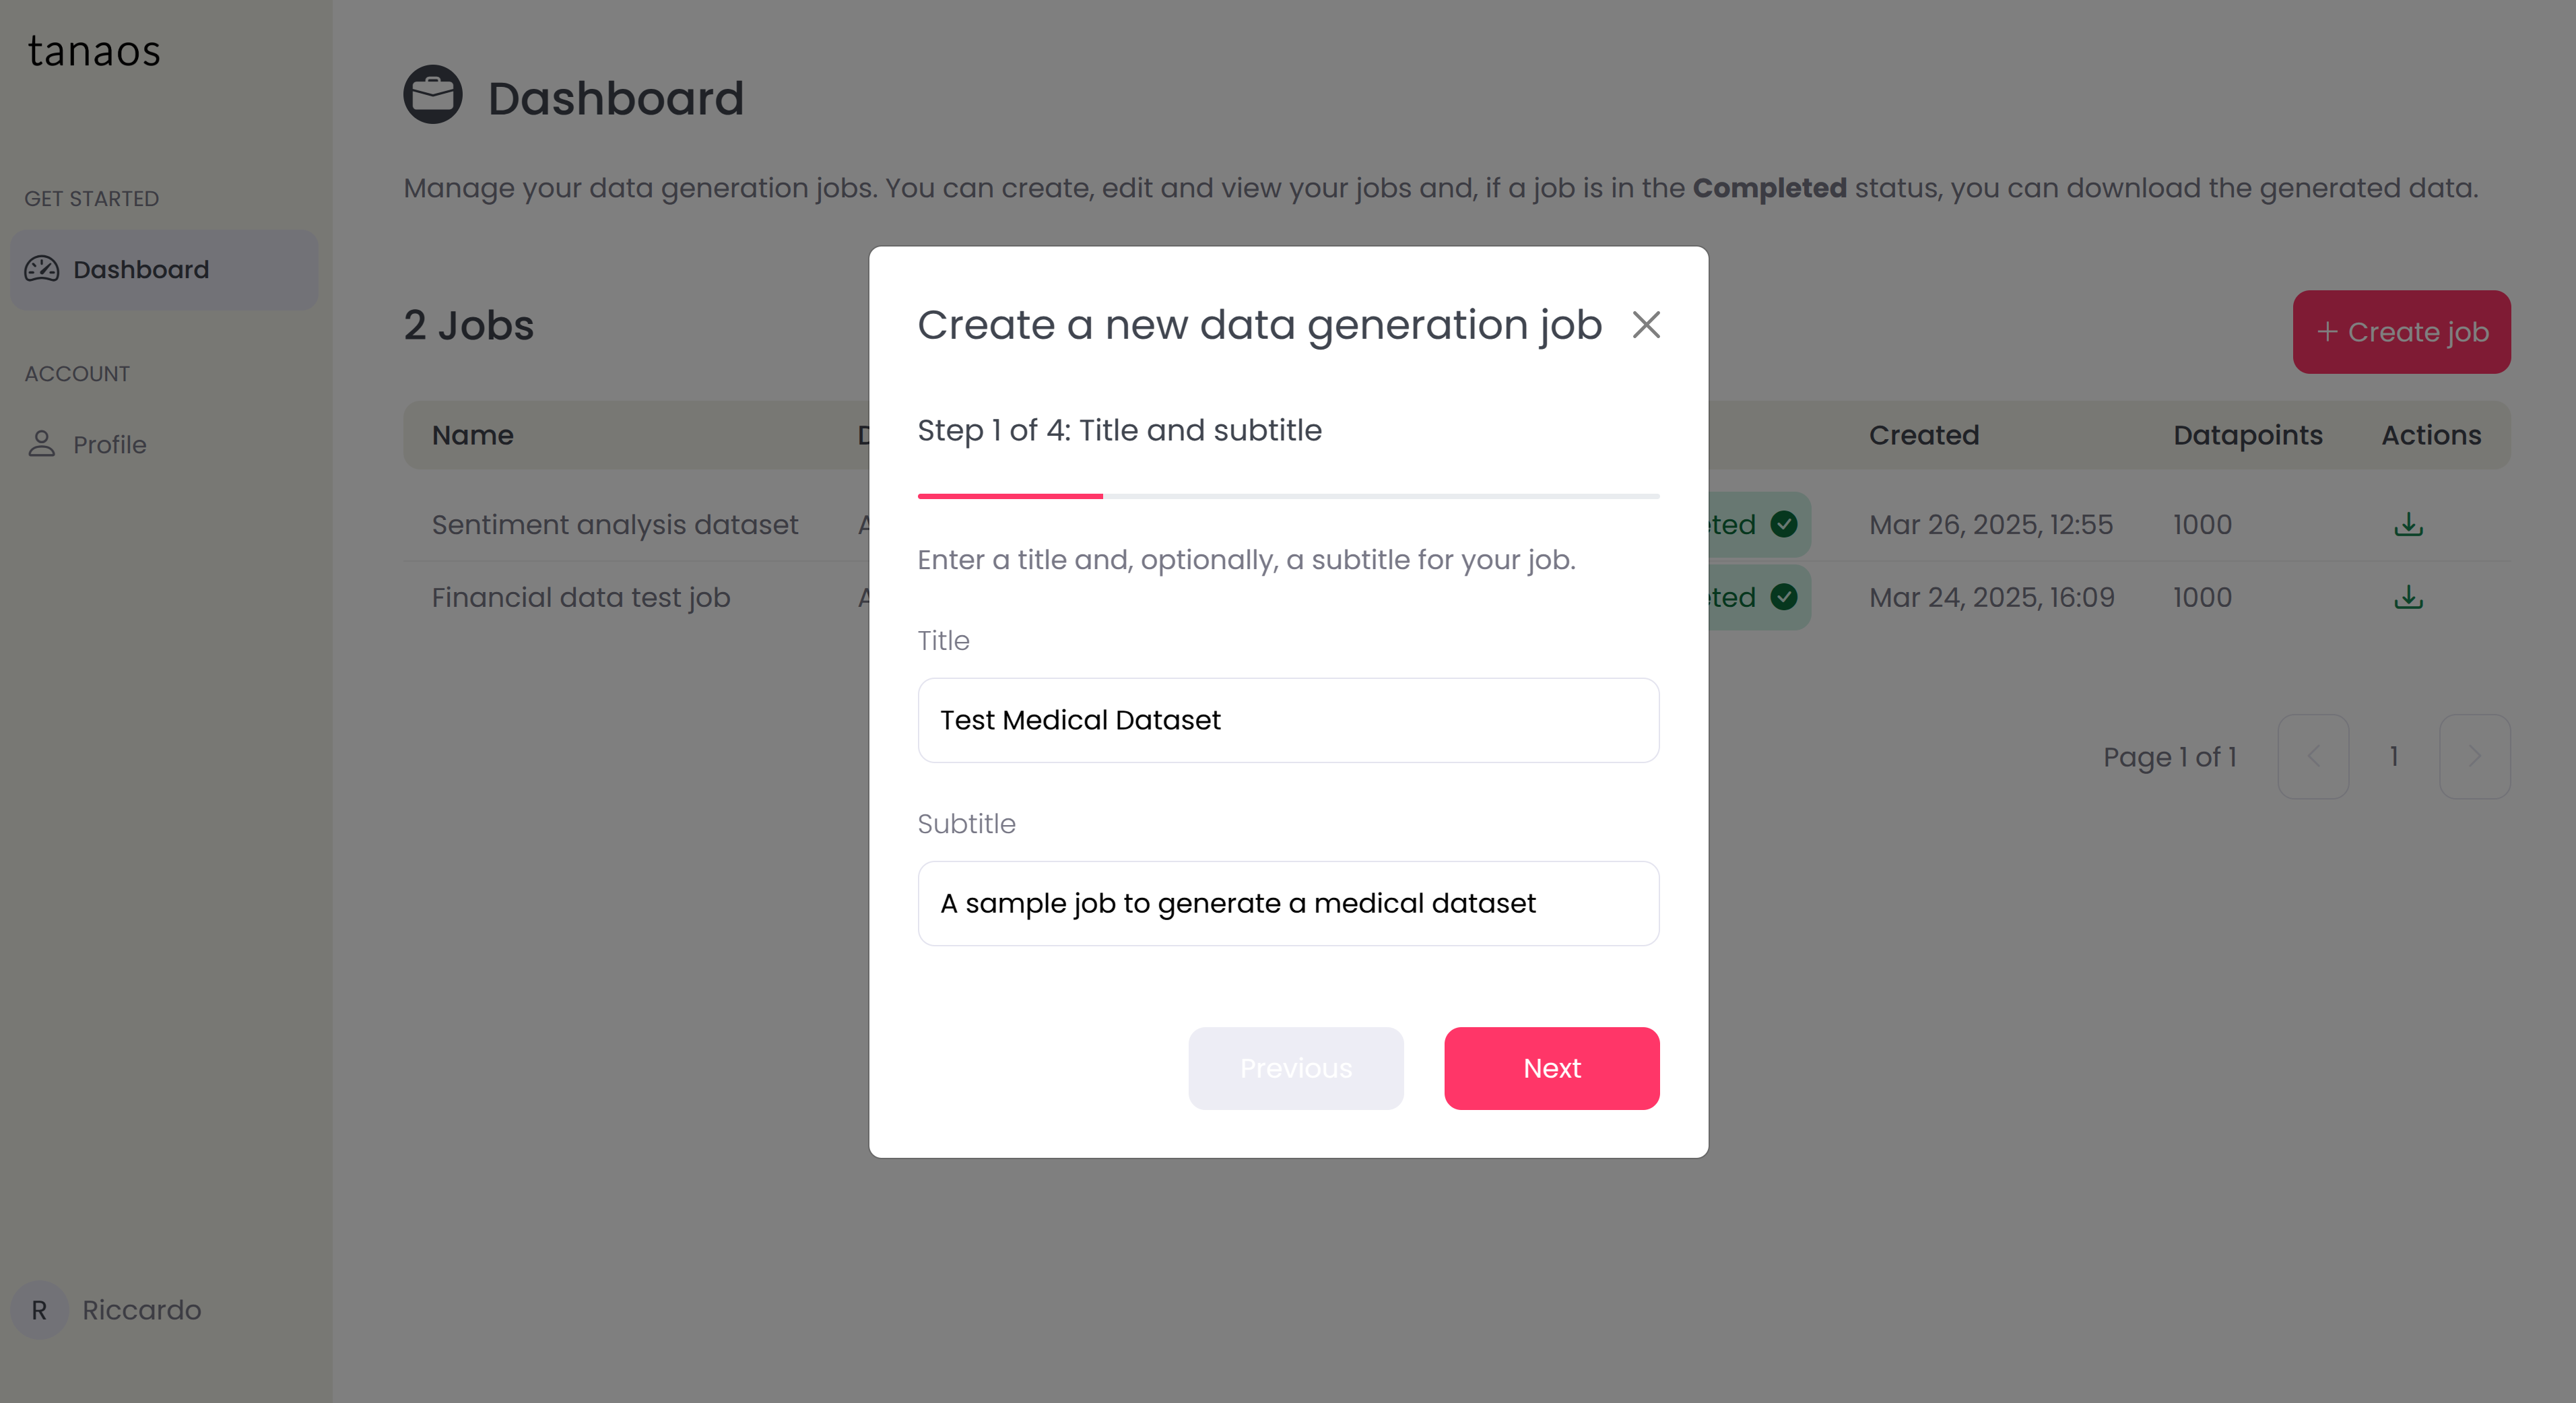 tanaos
GET STARTED
Dashboard
ACCOUNT
Profile
R Riccardo
Dashboard
Manage your data generation jobs. You can create, edit and view your jobs and, if a job is in the Completed status, you can download the generated data.
2 Jobs
+ Create job
Name Created Datapoints Actions
Sentiment analysis dataset Mar 26, 2025, 12:55 1000
Financial data test job Mar 24, 2025, 16:09 1000
Page 1 of 1 1
Create a new data generation job
Step 1 of 4: Title and subtitle
Enter a title and, optionally, a subtitle for your job.
Title
Test Medical Dataset
Subtitle
A sample job to generate a medical dataset
Previous Next